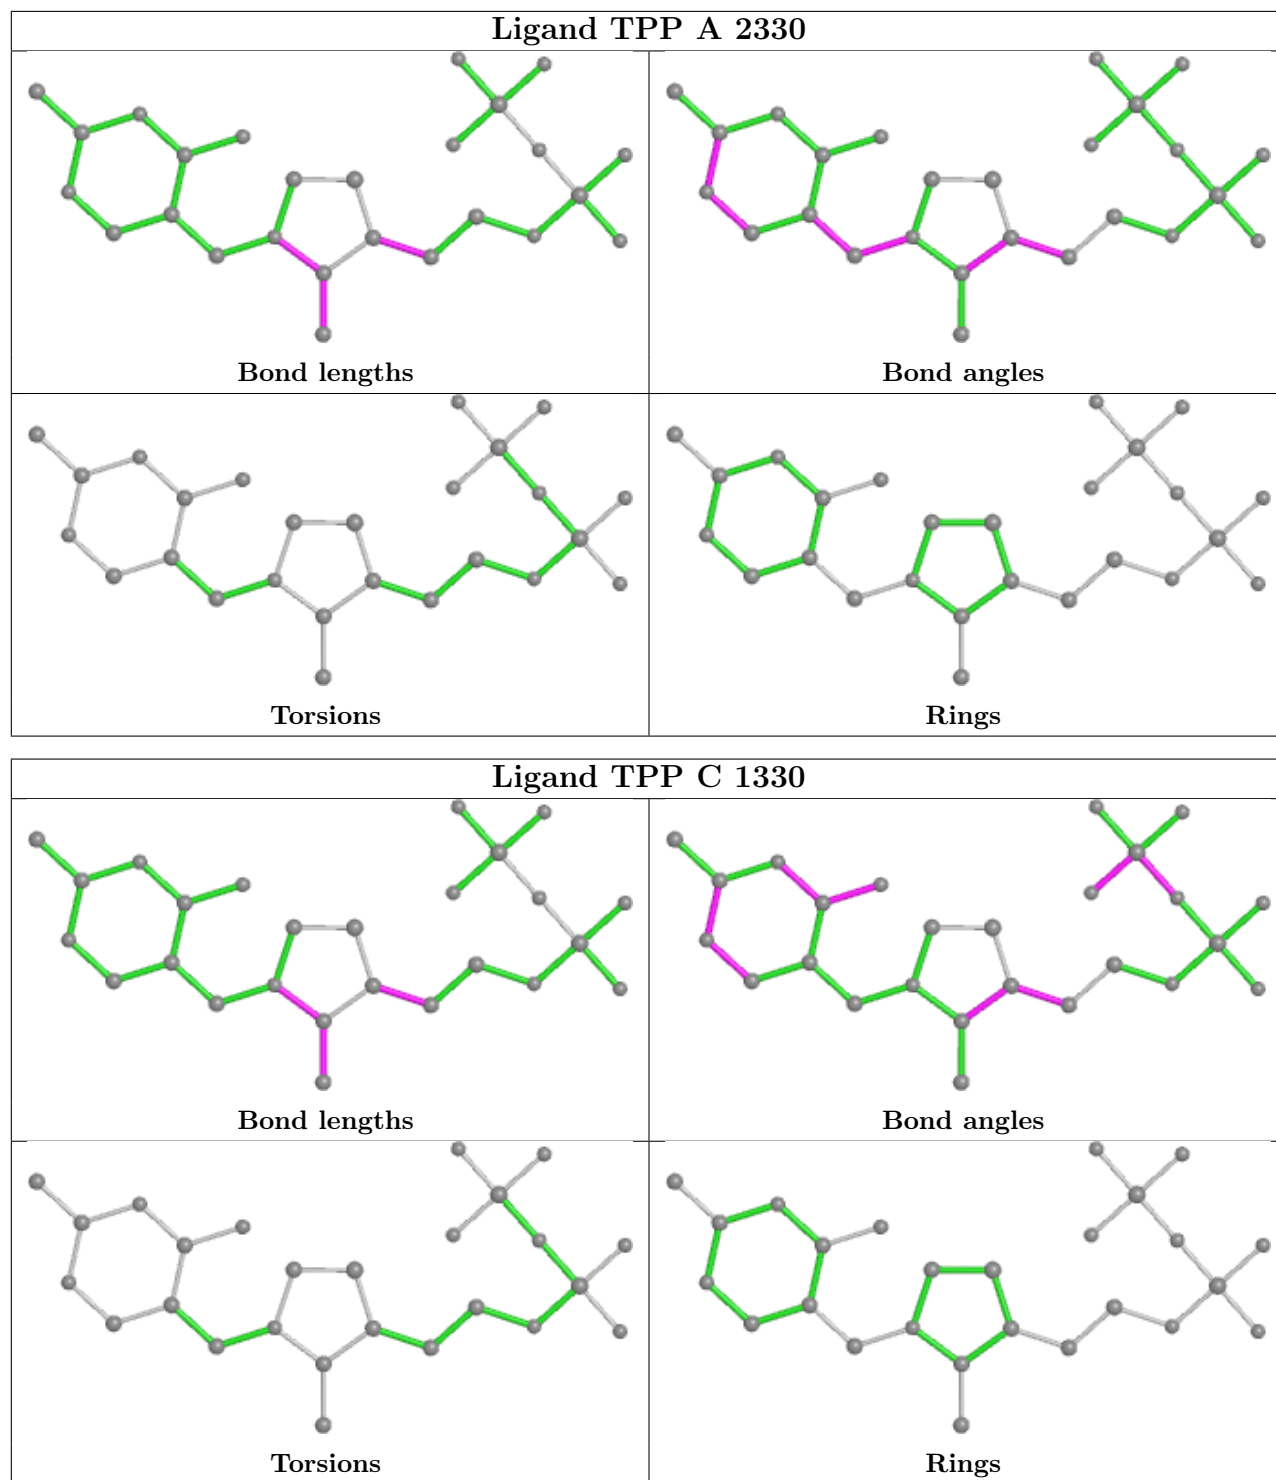 Ligand TPP A 2330
Bond lengths
Bond angles
Torsions
Rings
Ligand TPP C 1330
Bond lengths
Bond angles
Torsions
Rings